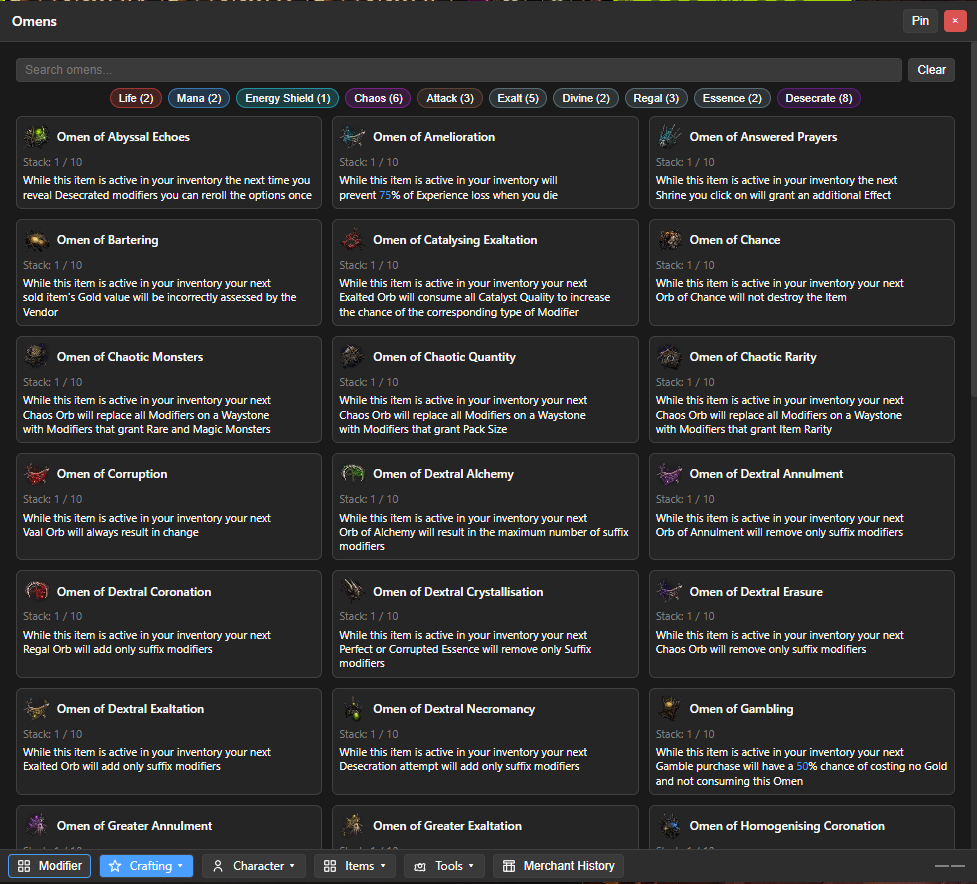 Omens
Pin
×
Search omens...
Clear
Life (2)
Mana (2)
Energy Shield (1)
Chaos (6)
Attack (3)
Exalt (5)
Divine (2)
Regal (3)
Essence (2)
Desecrate (8)
Omen of Abyssal Echoes
Stack: 1 / 10
While this item is active in your inventory the next time you
reveal Desecrated modifiers you can reroll the options once
Omen of Amelioration
Stack: 1 / 10
While this item is active in your inventory will
prevent 75% of Experience loss when you die
Omen of Answered Prayers
Stack: 1 / 10
While this item is active in your inventory the next
Shrine you click on will grant an additional Effect
Omen of Bartering
Stack: 1 / 10
While this item is active in your inventory your next
sold item's Gold value will be incorrectly assessed by the
Vendor
Omen of Catalysing Exaltation
Stack: 1 / 10
While this item is active in your inventory your next
Exalted Orb will consume all Catalyst Quality to increase
the chance of the corresponding type of Modifier
Omen of Chance
Stack: 1 / 10
While this item is active in your inventory your next
Orb of Chance will not destroy the Item
Omen of Chaotic Monsters
Stack: 1 / 10
While this item is active in your inventory your next
Chaos Orb will replace all Modifiers on a Waystone
with Modifiers that grant Rare and Magic Monsters
Omen of Chaotic Quantity
Stack: 1 / 10
While this item is active in your inventory your next
Chaos Orb will replace all Modifiers on a Waystone
with Modifiers that grant Pack Size
Omen of Chaotic Rarity
Stack: 1 / 10
While this item is active in your inventory your next
Chaos Orb will replace all Modifiers on a Waystone
with Modifiers that grant Item Rarity
Omen of Corruption
Stack: 1 / 10
While this item is active in your inventory your next
Vaal Orb will always result in change
Omen of Dextral Alchemy
Stack: 1 / 10
While this item is active in your inventory your next
Orb of Alchemy will result in the maximum number of suffix
modifiers
Omen of Dextral Annulment
Stack: 1 / 10
While this item is active in your inventory your next
Orb of Annulment will remove only suffix modifiers
Omen of Dextral Coronation
Stack: 1 / 10
While this item is active in your inventory your next
Regal Orb will add only suffix modifiers
Omen of Dextral Crystallisation
Stack: 1 / 10
While this item is active in your inventory your next
Perfect or Corrupted Essence will remove only Suffix
modifiers
Omen of Dextral Erasure
Stack: 1 / 10
While this item is active in your inventory your next
Chaos Orb will remove only suffix modifiers
Omen of Dextral Exaltation
Stack: 1 / 10
While this item is active in your inventory your next
Exalted Orb will add only suffix modifiers
Omen of Dextral Necromancy
Stack: 1 / 10
While this item is active in your inventory your next
Desecration attempt will add only suffix modifiers
Omen of Gambling
Stack: 1 / 10
While this item is active in your inventory your next
Gamble purchase will have a 50% chance of costing no Gold
and not consuming this Omen
Omen of Greater Annulment
Omen of Greater Exaltation
Omen of Homogenising Coronation
Modifier
Crafting
Character
Items
Tools
Merchant History